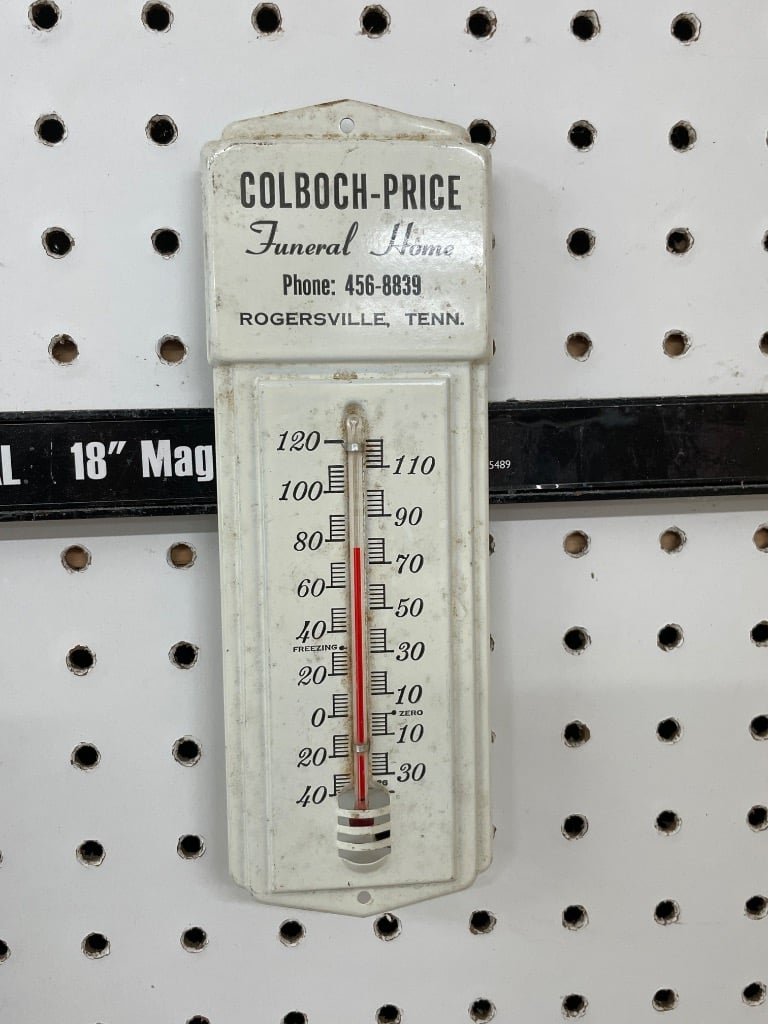 COLBOCH-PRICE
Funeral Home
Phone: 456-8839
ROGERSVILLE, TENN.
L 18" Mag
5489
120
110
100
90
80
70
60
50
40
FREEZING
30
20
10
0
ZERO
10
20
30
40